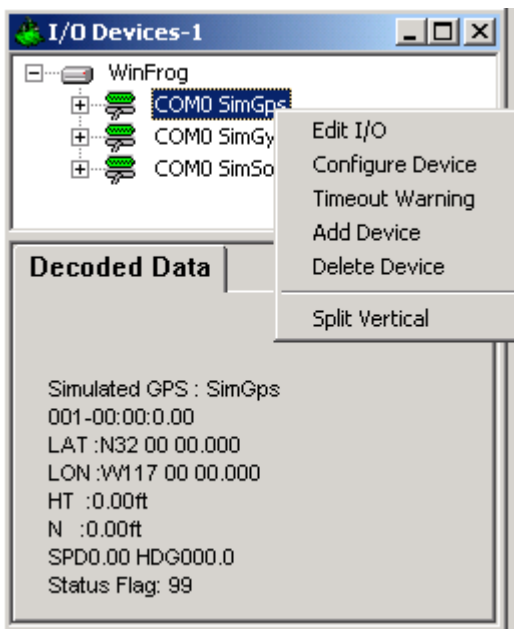 I/O Devices-1
WinFrog
COM0 SimGps
COM0 SimGy
COM0 SimSo
Edit I/O
Configure Device
Timeout Warning
Add Device
Delete Device
Split Vertical
Decoded Data
Simulated GPS : SimGps
001-00:00:0.00
LAT :N32 00 00.000
LON :W117 00 00.000
HT :0.00ft
N :0.00ft
SPD0.00 HDG000.0
Status Flag: 99